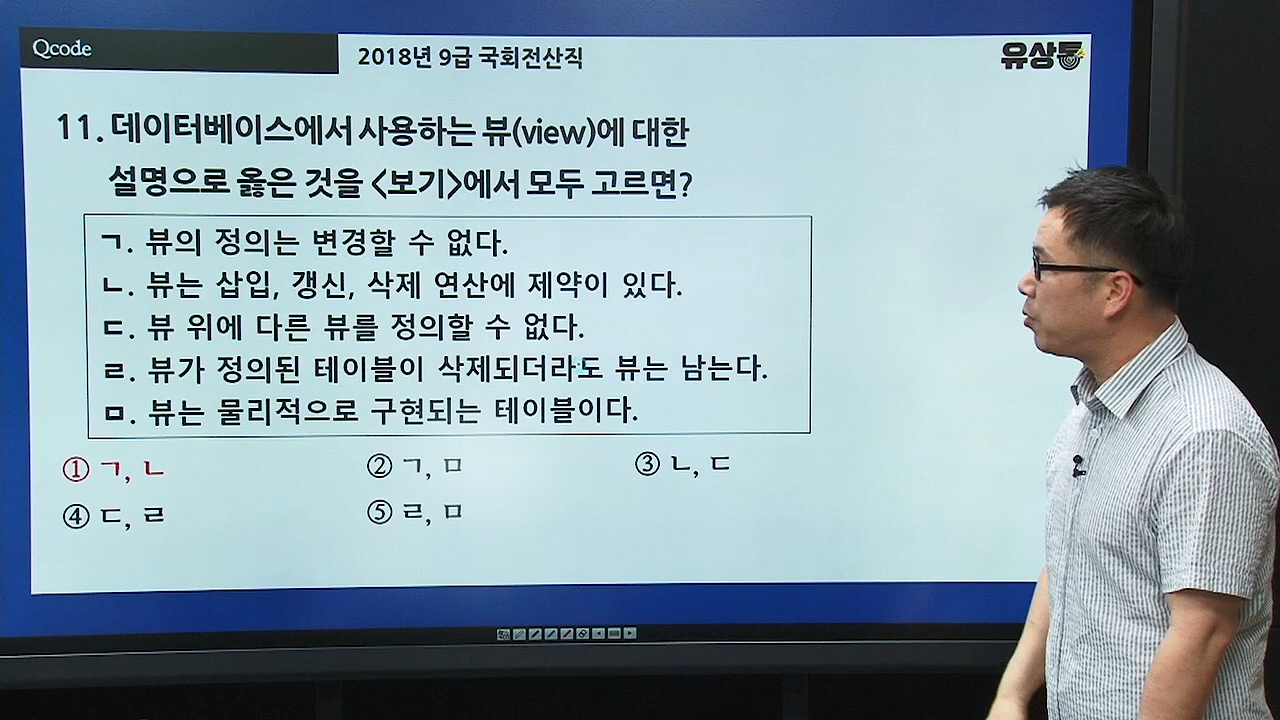 Qcode
2018년 9급 국회전산직
유상통
11. 데이터베이스에서 사용하는 뷰(view)에 대한
설명으로 옳은 것을 <보기>에서 모두 고르면?
ㄱ. 뷰의 정의는 변경할 수 없다.
ㄴ. 뷰는 삽입, 갱신, 삭제 연산에 제약이 있다.
ㄷ. 뷰 위에 다른 뷰를 정의할 수 없다.
ㄹ. 뷰가 정의된 테이블이 삭제되더라도 뷰는 남는다.
ㅁ. 뷰는 물리적으로 구현되는 테이블이다.
① ㄱ, ㄴ ② ㄱ, ㅁ ③ ㄴ, ㄷ
④ ㄷ, ㄹ ⑤ ㄹ, ㅁ